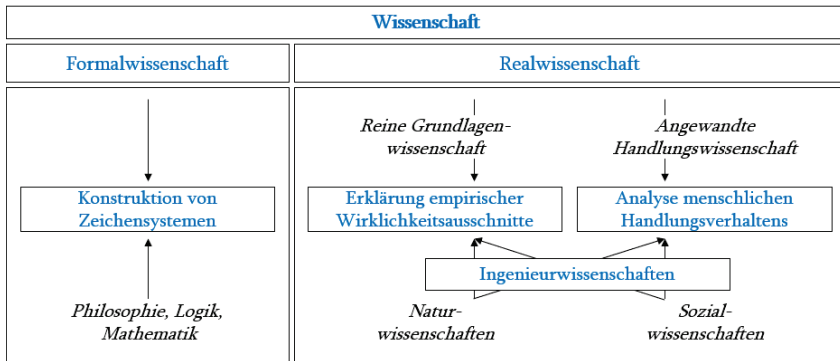 Wissenschaft
Formalwissenschaft
Realwissenschaft
Reine Grundlagen-
wissenschaft
Angewandte
Handlungswissenschaft
Konstruktion von
Zeichensystemen
Erklärung empirischer
Wirklichkeitsausschnitte
Analyse menschlichen
Handlungsverhaltens
Ingenieurwissenschaften
Philosophie, Logik,
Mathematik
Natur-
wissenschaften
Sozial-
wissenschaften